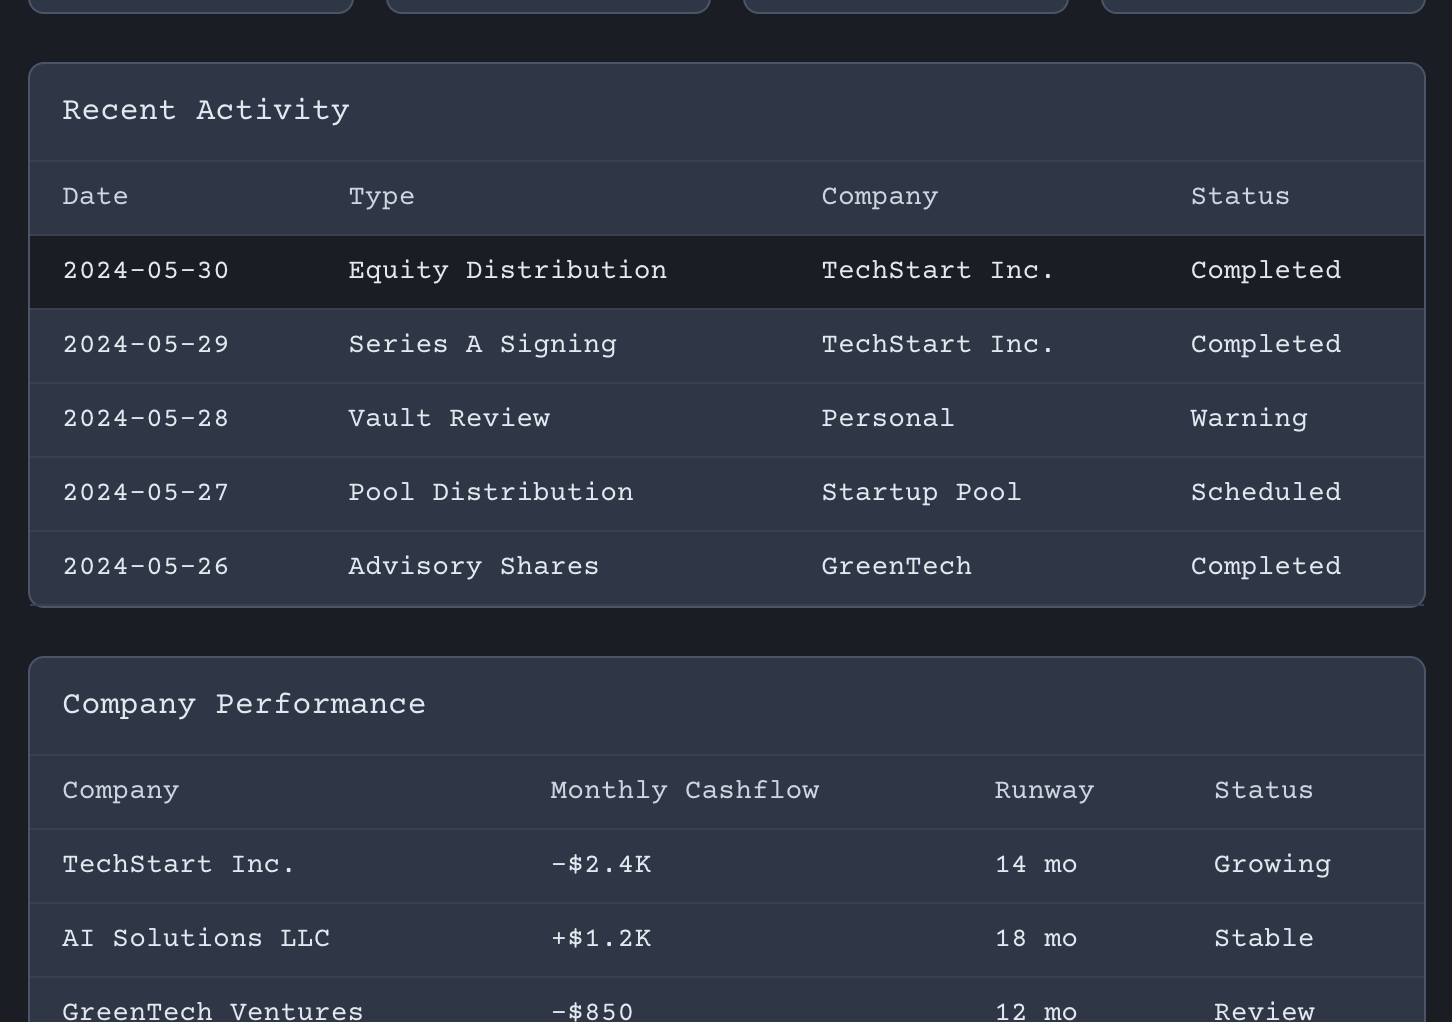 Recent Activity
Date Type Company Status
2024-05-30 Equity Distribution TechStart Inc. Completed
2024-05-29 Series A Signing TechStart Inc. Completed
2024-05-28 Vault Review Personal Warning
2024-05-27 Pool Distribution Startup Pool Scheduled
2024-05-26 Advisory Shares GreenTech Completed
Company Performance
Company Monthly Cashflow Runway Status
TechStart Inc. -$2.4K 14 mo Growing
AI Solutions LLC +$1.2K 18 mo Stable
GreenTech Ventures -$850 12 mo Review